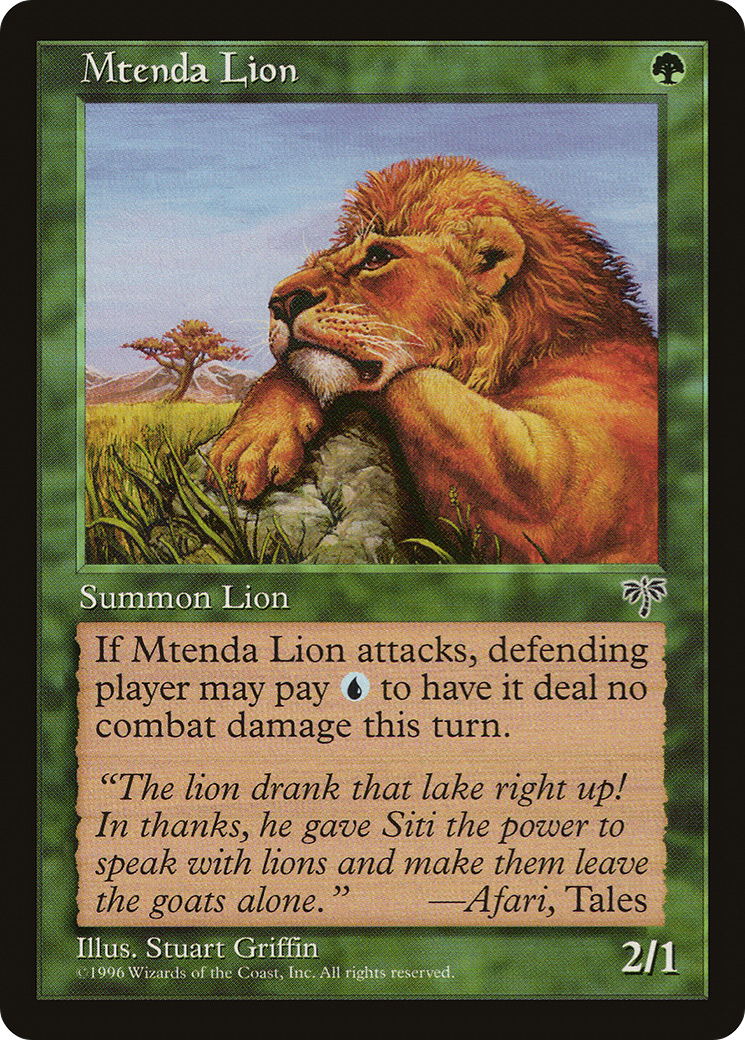 Mtenda Lion
Summon Lion
If Mtenda Lion attacks, defending
player may pay to have it deal no
combat damage this turn.
“The lion drank that lake right up!
In thanks, he gave Siti the power to
speak with lions and make them leave
the goats alone.” —Afari, Tales
Illus. Stuart Griffin
©1996 Wizards of the Coast, Inc. All rights reserved.
2/1